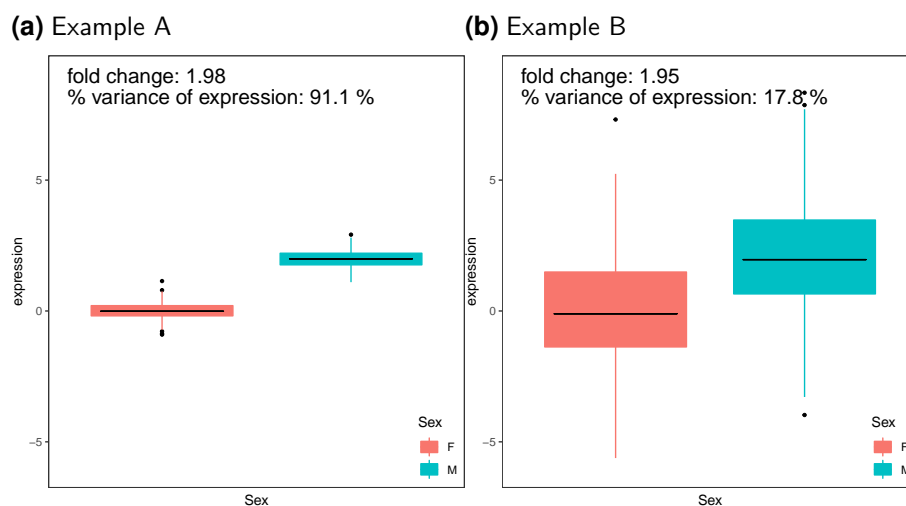 (a) Example A
fold change: 1.98
% variance of expression: 91.1 %
5
0
-5
expression
Sex
Sex
F
M
(b) Example B
fold change: 1.95
% variance of expression: 17.8 %
5
0
-5
expression
Sex
Sex
F
M